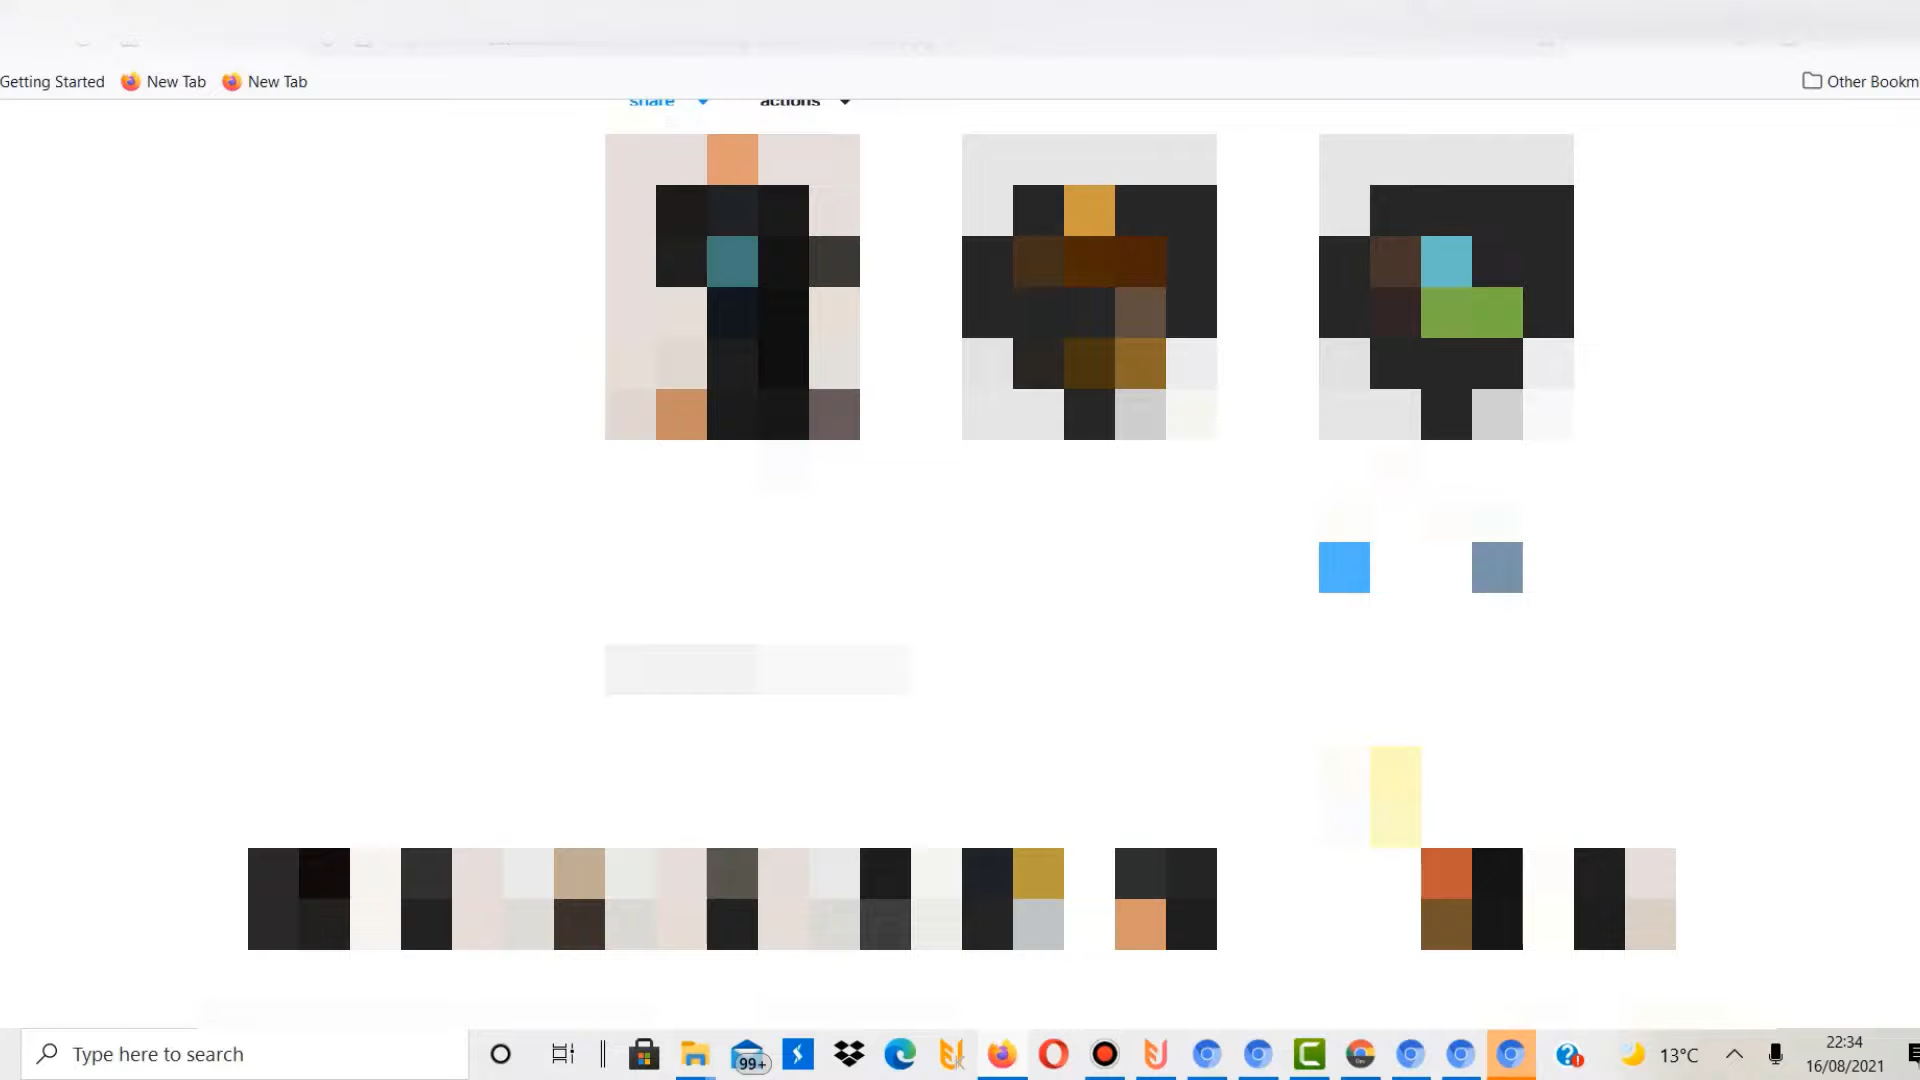 Getting Started
New Tab
New Tab
Other Bookm
share
actions
Type here to search
99+
13°C
22:34
16/08/2021